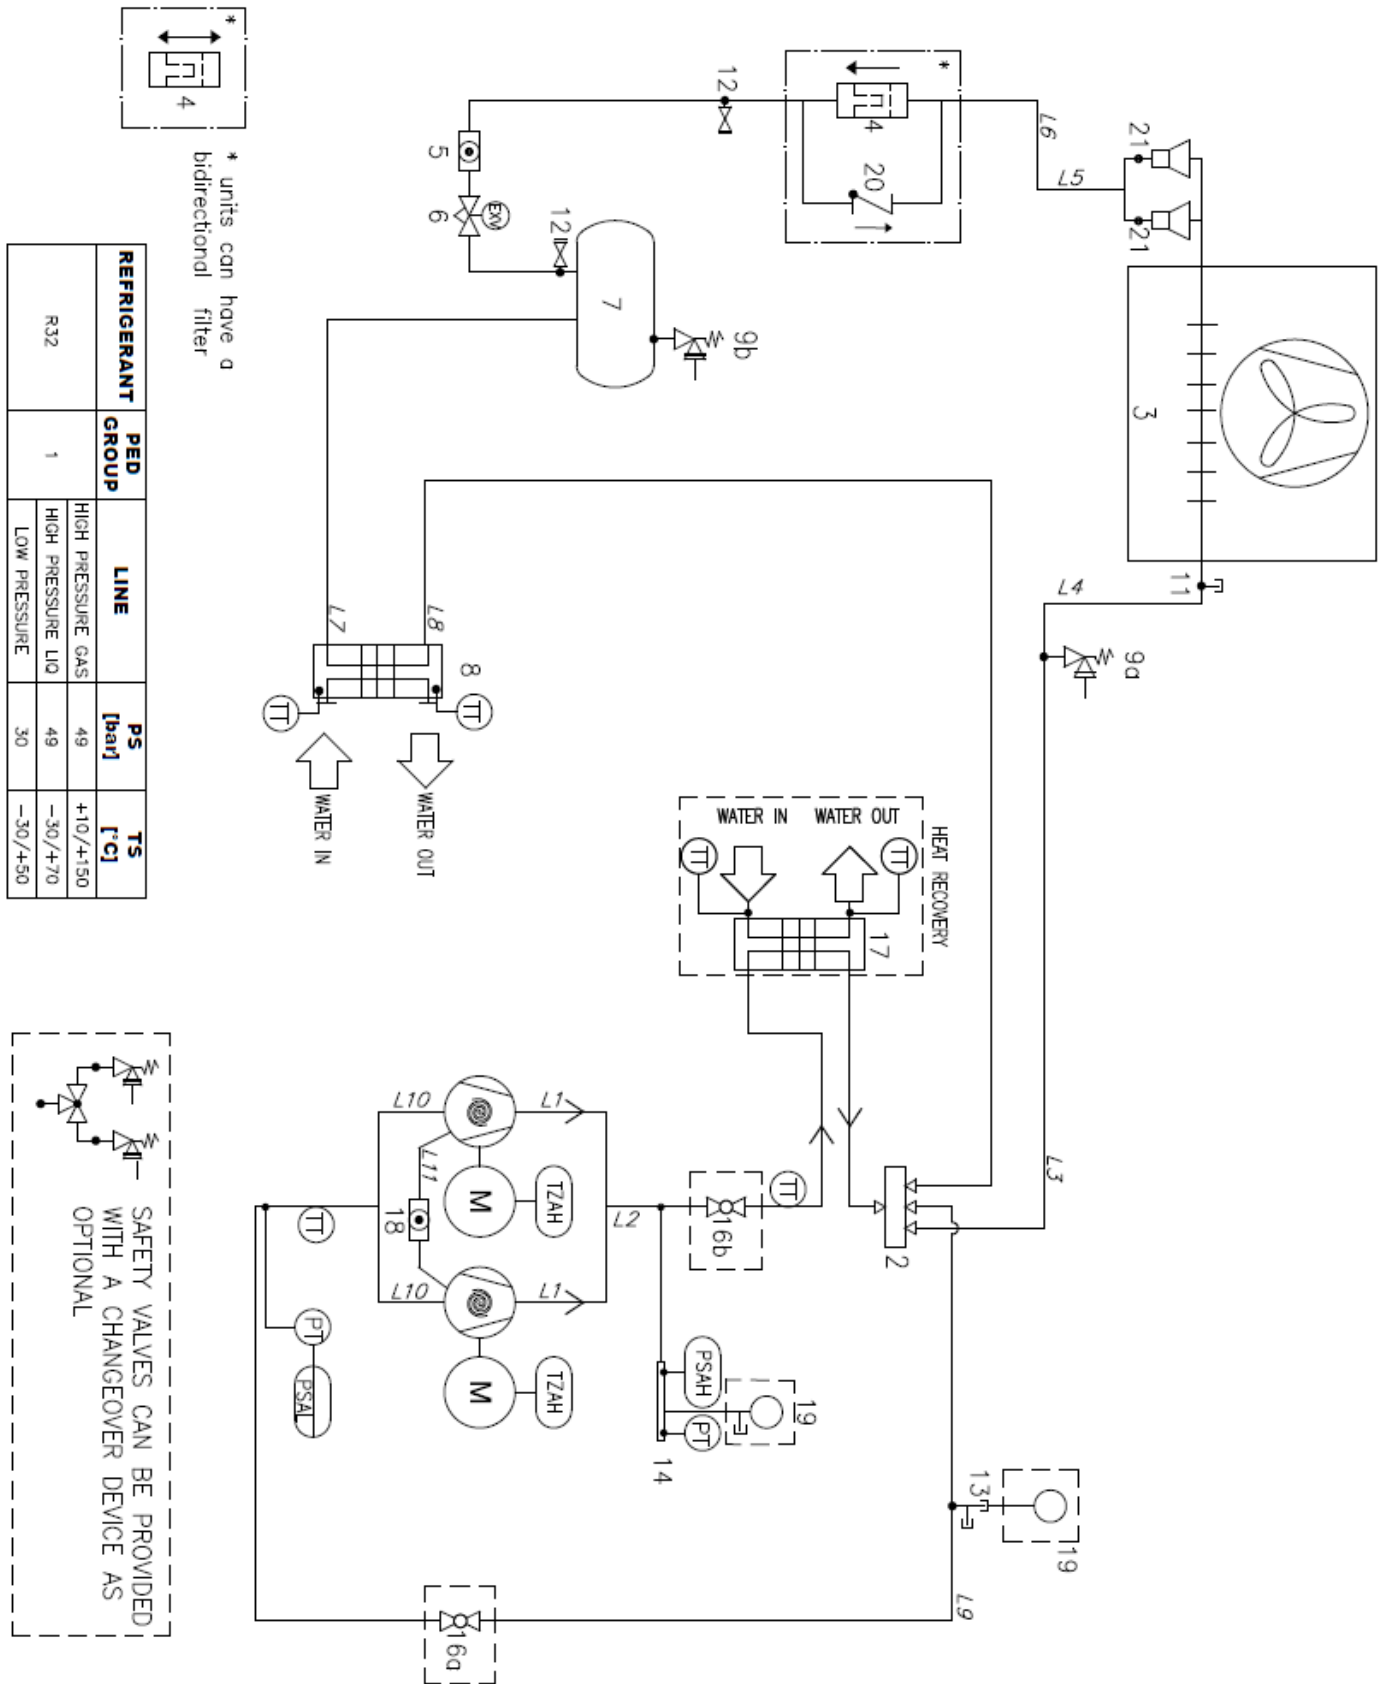 *
4
* units can have a
bidirectional filter
12
*
4
20
L6
L5
21
21
5
6
EXV
12
7
9b
3
11
L4
9a
L7
L8
8
TT
TT
WATER IN
WATER OUT
HEAT RECOVERY
WATER IN
WATER OUT
TT
TT
17
L3
2
TT
16b
L2
L1
L1
L10
L10
L11
18
M
M
TZAH
TZAH
TT
PT
PSAL
PSAH
PT
14
19
13
19
L9
16a
REFRIGERANT
PED
GROUP
LINE
PS
[bar]
TS
[°C]
R32
1
HIGH PRESSURE GAS
49
+10/+150
HIGH PRESSURE LIQ
49
-30/+70
LOW PRESSURE
30
-30/+50
SAFETY VALVES CAN BE PROVIDED
WITH A CHANGEOVER DEVICE AS
OPTIONAL